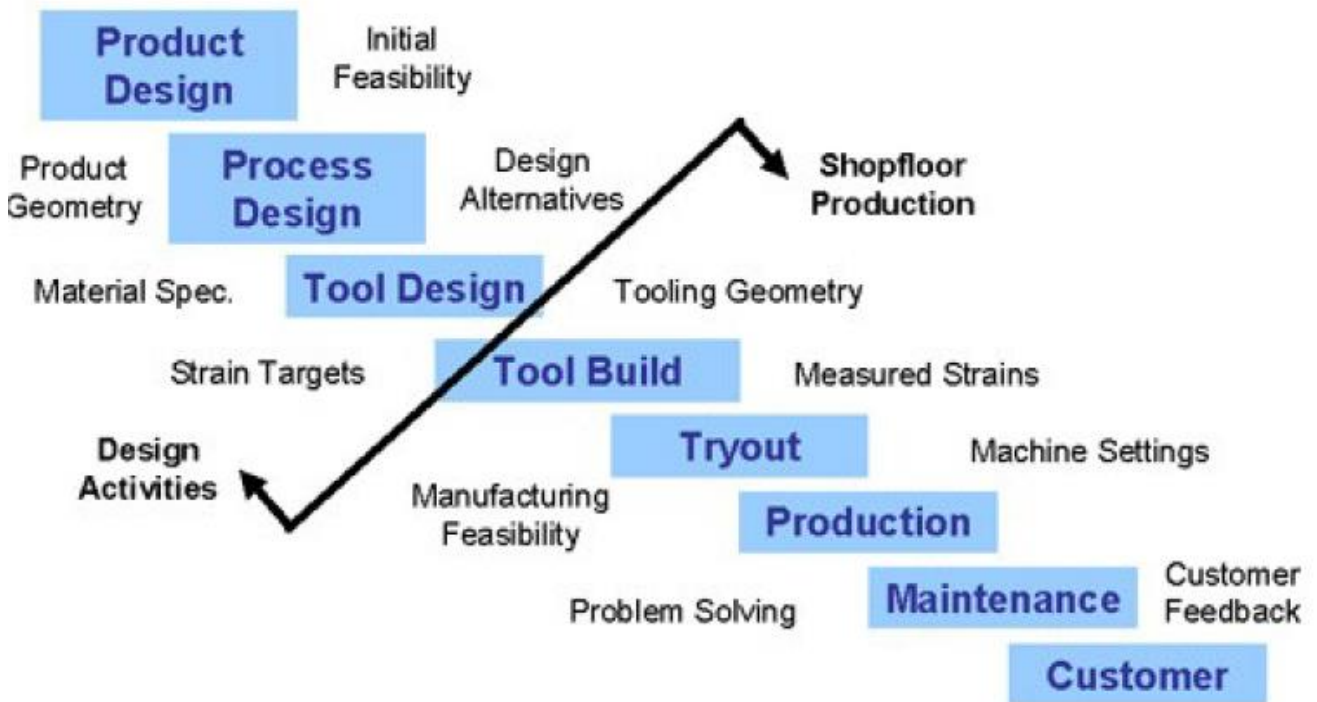 Product
Design
Initial
Feasibility
Product
Geometry
Process
Design
Design
Alternatives
Shopfloor
Production
Material Spec.
Tool Design
Tooling Geometry
Strain Targets
Tool Build
Measured Strains
Design
Activities
Tryout
Machine Settings
Manufacturing
Feasibility
Production
Problem Solving
Maintenance
Customer
Feedback
Customer